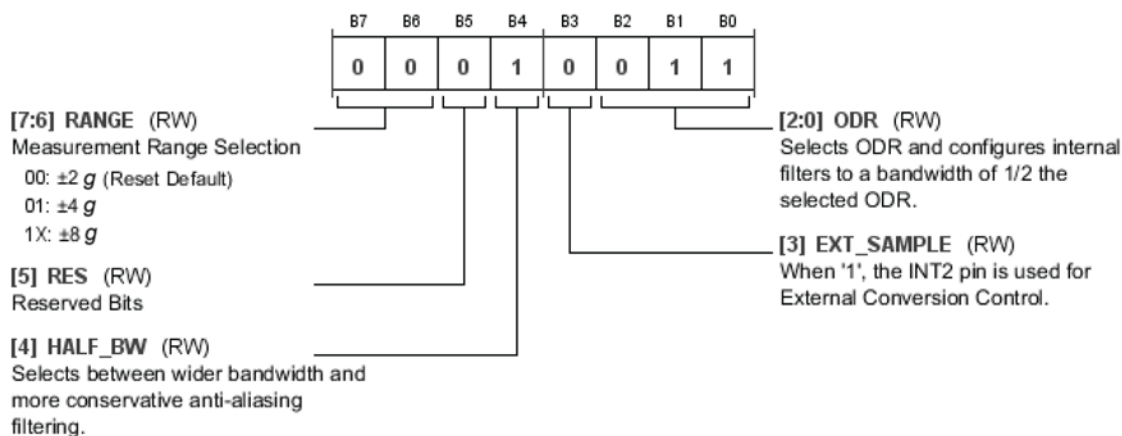 B7 B6 B5 B4 B3 B2 B1 B0
0 0 0 1 0 0 1 1
[7:6] RANGE (RW)
Measurement Range Selection
00: ±2 g (Reset Default)
01: ±4 g
1X: ±8 g
[5] RES (RW)
Reserved Bits
[4] HALF_BW (RW)
Selects between wider bandwidth and
more conservative anti-aliasing
filtering.
[2:0] ODR (RW)
Selects ODR and configures internal
filters to a bandwidth of 1/2 the
selected ODR.
[3] EXT_SAMPLE (RW)
When '1', the INT2 pin is used for
External Conversion Control.